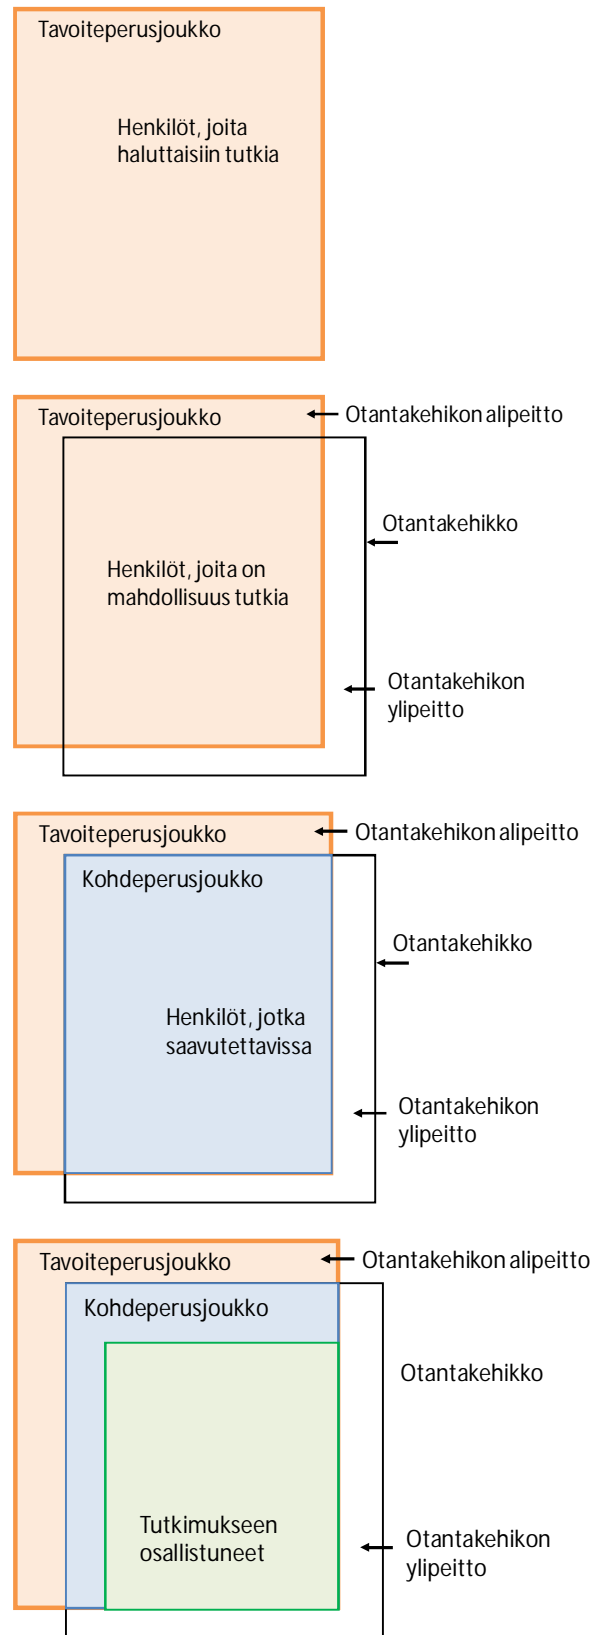 Tavoiteperusjoukko
Henkilöt, joita
haluttaisiin tutkia
Tavoiteperusjoukko
Otantakehikon alipeitto
Otantakehikko
Henkilöt, joita on
mahdollisuus tutkia
Otantakehikon
ylipeitto
Tavoiteperusjoukko
Otantakehikon alipeitto
Kohdeperusjoukko
Otantakehikko
Henkilöt, jotka
saavutettavissa
Otantakehikon
ylipeitto
Tavoiteperusjoukko
Otantakehikon alipeitto
Kohdeperusjoukko
Otantakehikko
Tutkimukseen
osallistuneet
Otantakehikon
ylipeitto